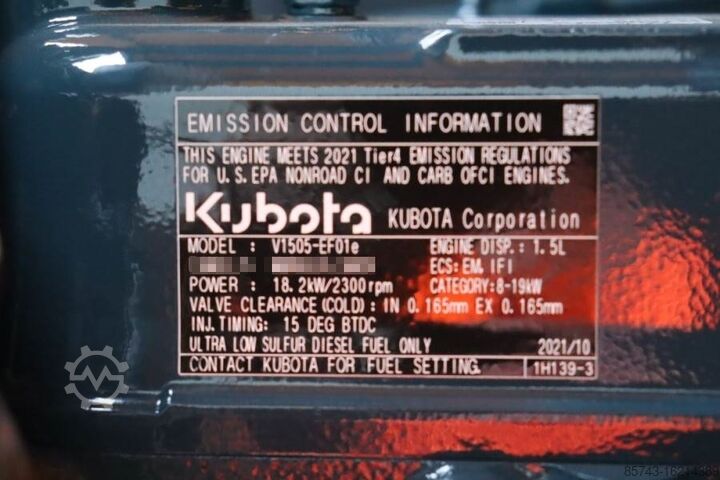 EMISSION CONTROL INFORMATION
THIS ENGINE MEETS 2021 Tier4 EMISSION REGULATIONS
FOR U.S. EPA NONROAD CI AND CARB OFCI ENGINES.
Kubota KUBOTA Corporation
MODEL : V1505-EF01e ENGINE DISP.: 1.5L
ECS: EM, IFI
POWER : 18.2kW/2300rpm CATEGORY: 8-19kW
VALVE CLEARANCE(COLD): IN 0.165mm EX 0.165mm
INJ.TIMING: 15 DEG BTDC
ULTRA LOW SULFUR DIESEL FUEL ONLY 2021/10
CONTACT KUBOTA FOR FUEL SETTING. 1H139-3